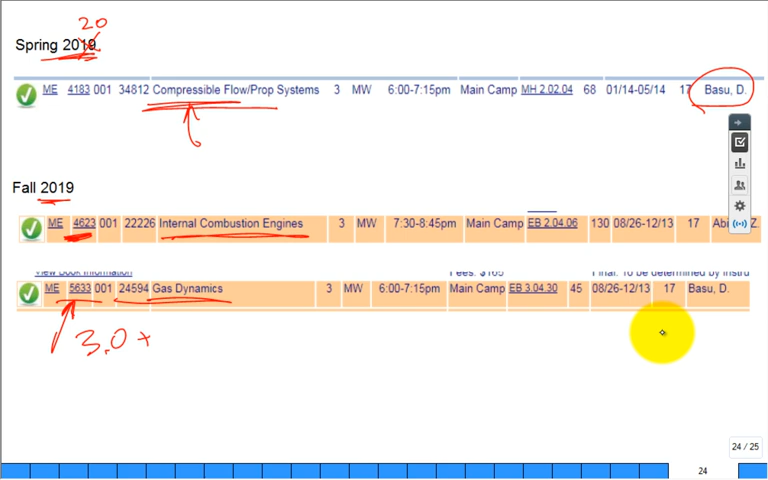 20
Spring 2019
ME 4183 001 34812 Compressible Flow/Prop Systems 3 MW 6:00-7:15pm Main Camp MH.2.02.04 68 01/14-05/14 17 Basu, D.
Fall 2019
ME 4623 001 22226 Internal Combustion Engines 3 MW 7:30-8:45pm Main Camp EB 2.04.06 130 08/26-12/13 17 Z.
View Book Information Fees: $165 Final: To be determined by
ME 5633 001 24594 Gas Dynamics 3 MW 6:00-7:15pm Main Camp EB 3.04.30 45 08/26-12/13 17 Basu, D.
3.0 +
24 / 25
24